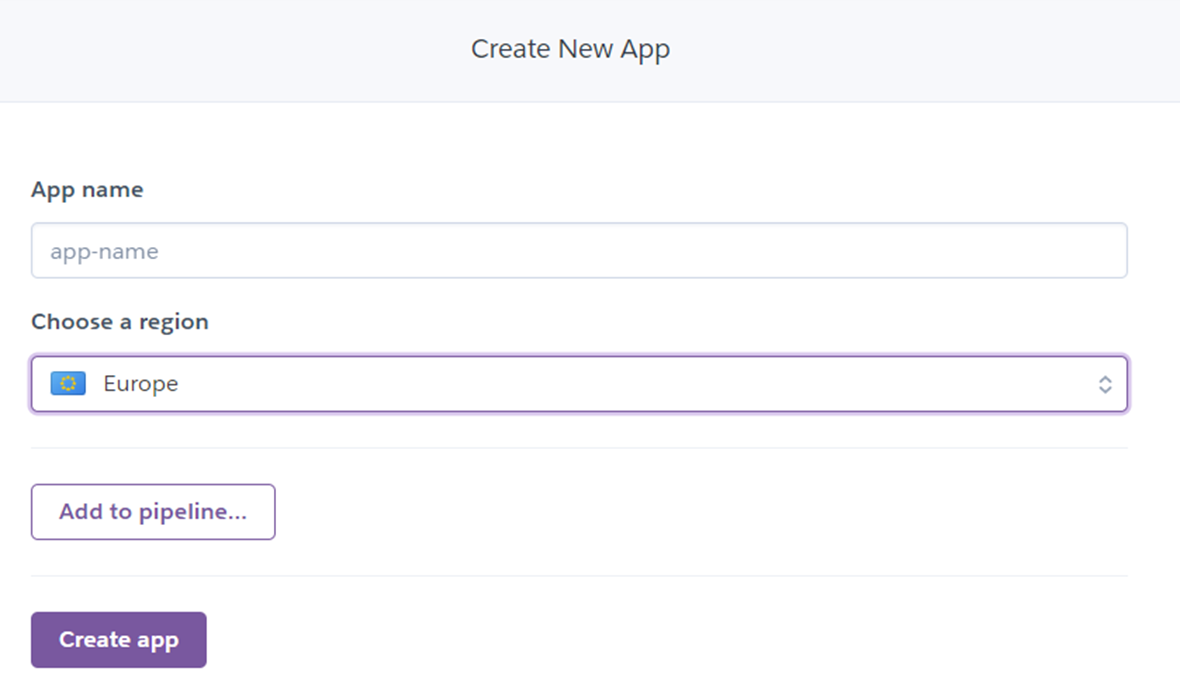 Create New App
App name
app-name
Choose a region
Europe
Add to pipeline...
Create app